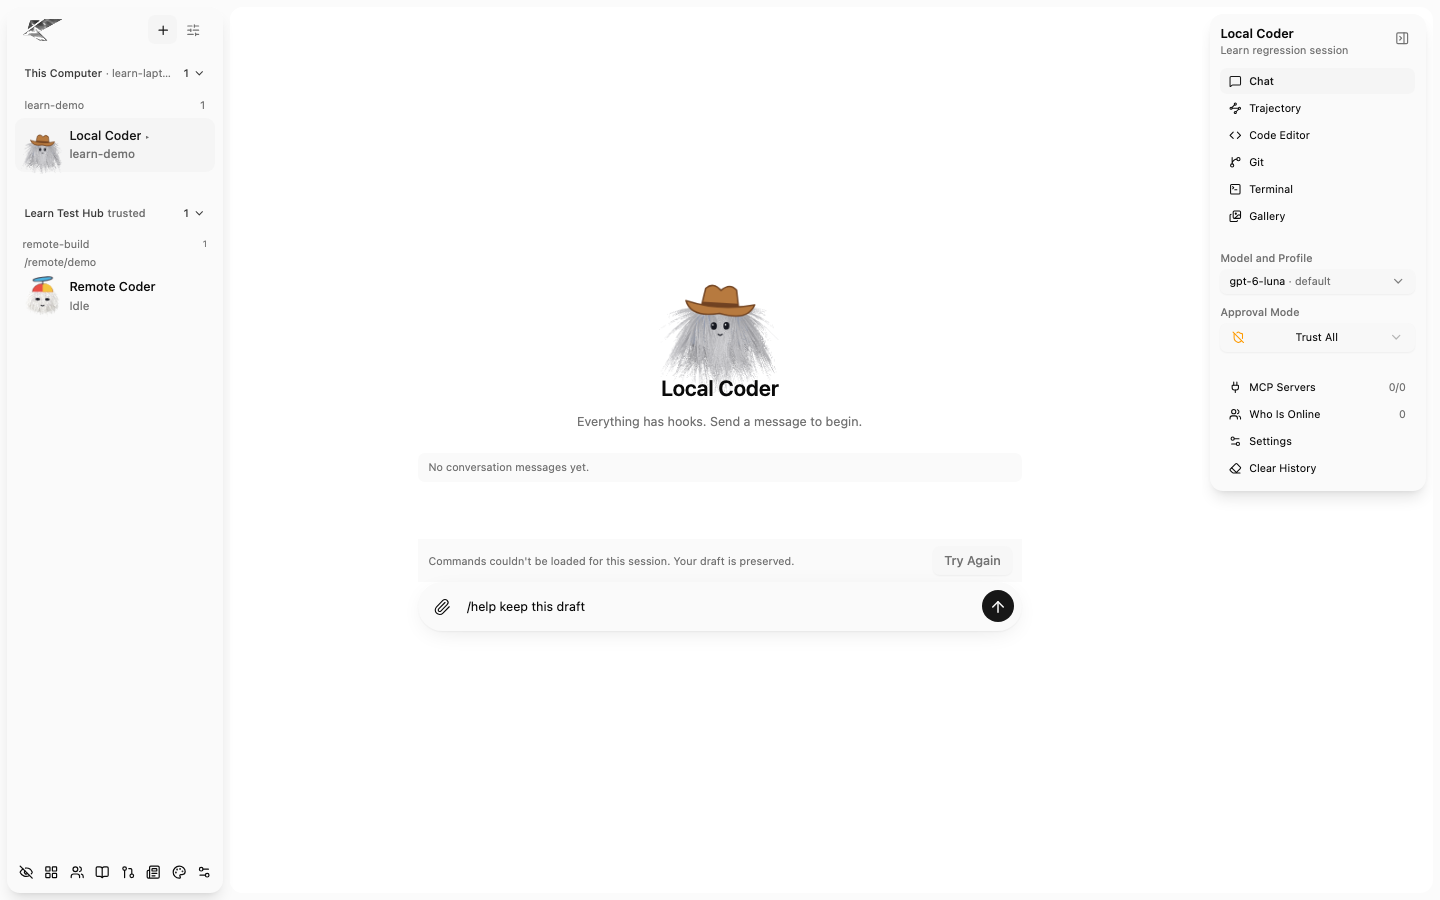 This Computer · learn-lapt... 1
learn-demo 1
Local Coder
learn-demo
Learn Test Hub trusted 1
remote-build 1
/remote/demo
Remote Coder
Idle
Local Coder
Everything has hooks. Send a message to begin.
No conversation messages yet.
Commands couldn't be loaded for this session. Your draft is preserved. Try Again
/help keep this draft
Local Coder
Learn regression session
Chat
Trajectory
Code Editor
Git
Terminal
Gallery
Model and Profile
gpt-6-luna · default
Approval Mode
Trust All
MCP Servers 0/0
Who Is Online 0
Settings
Clear History